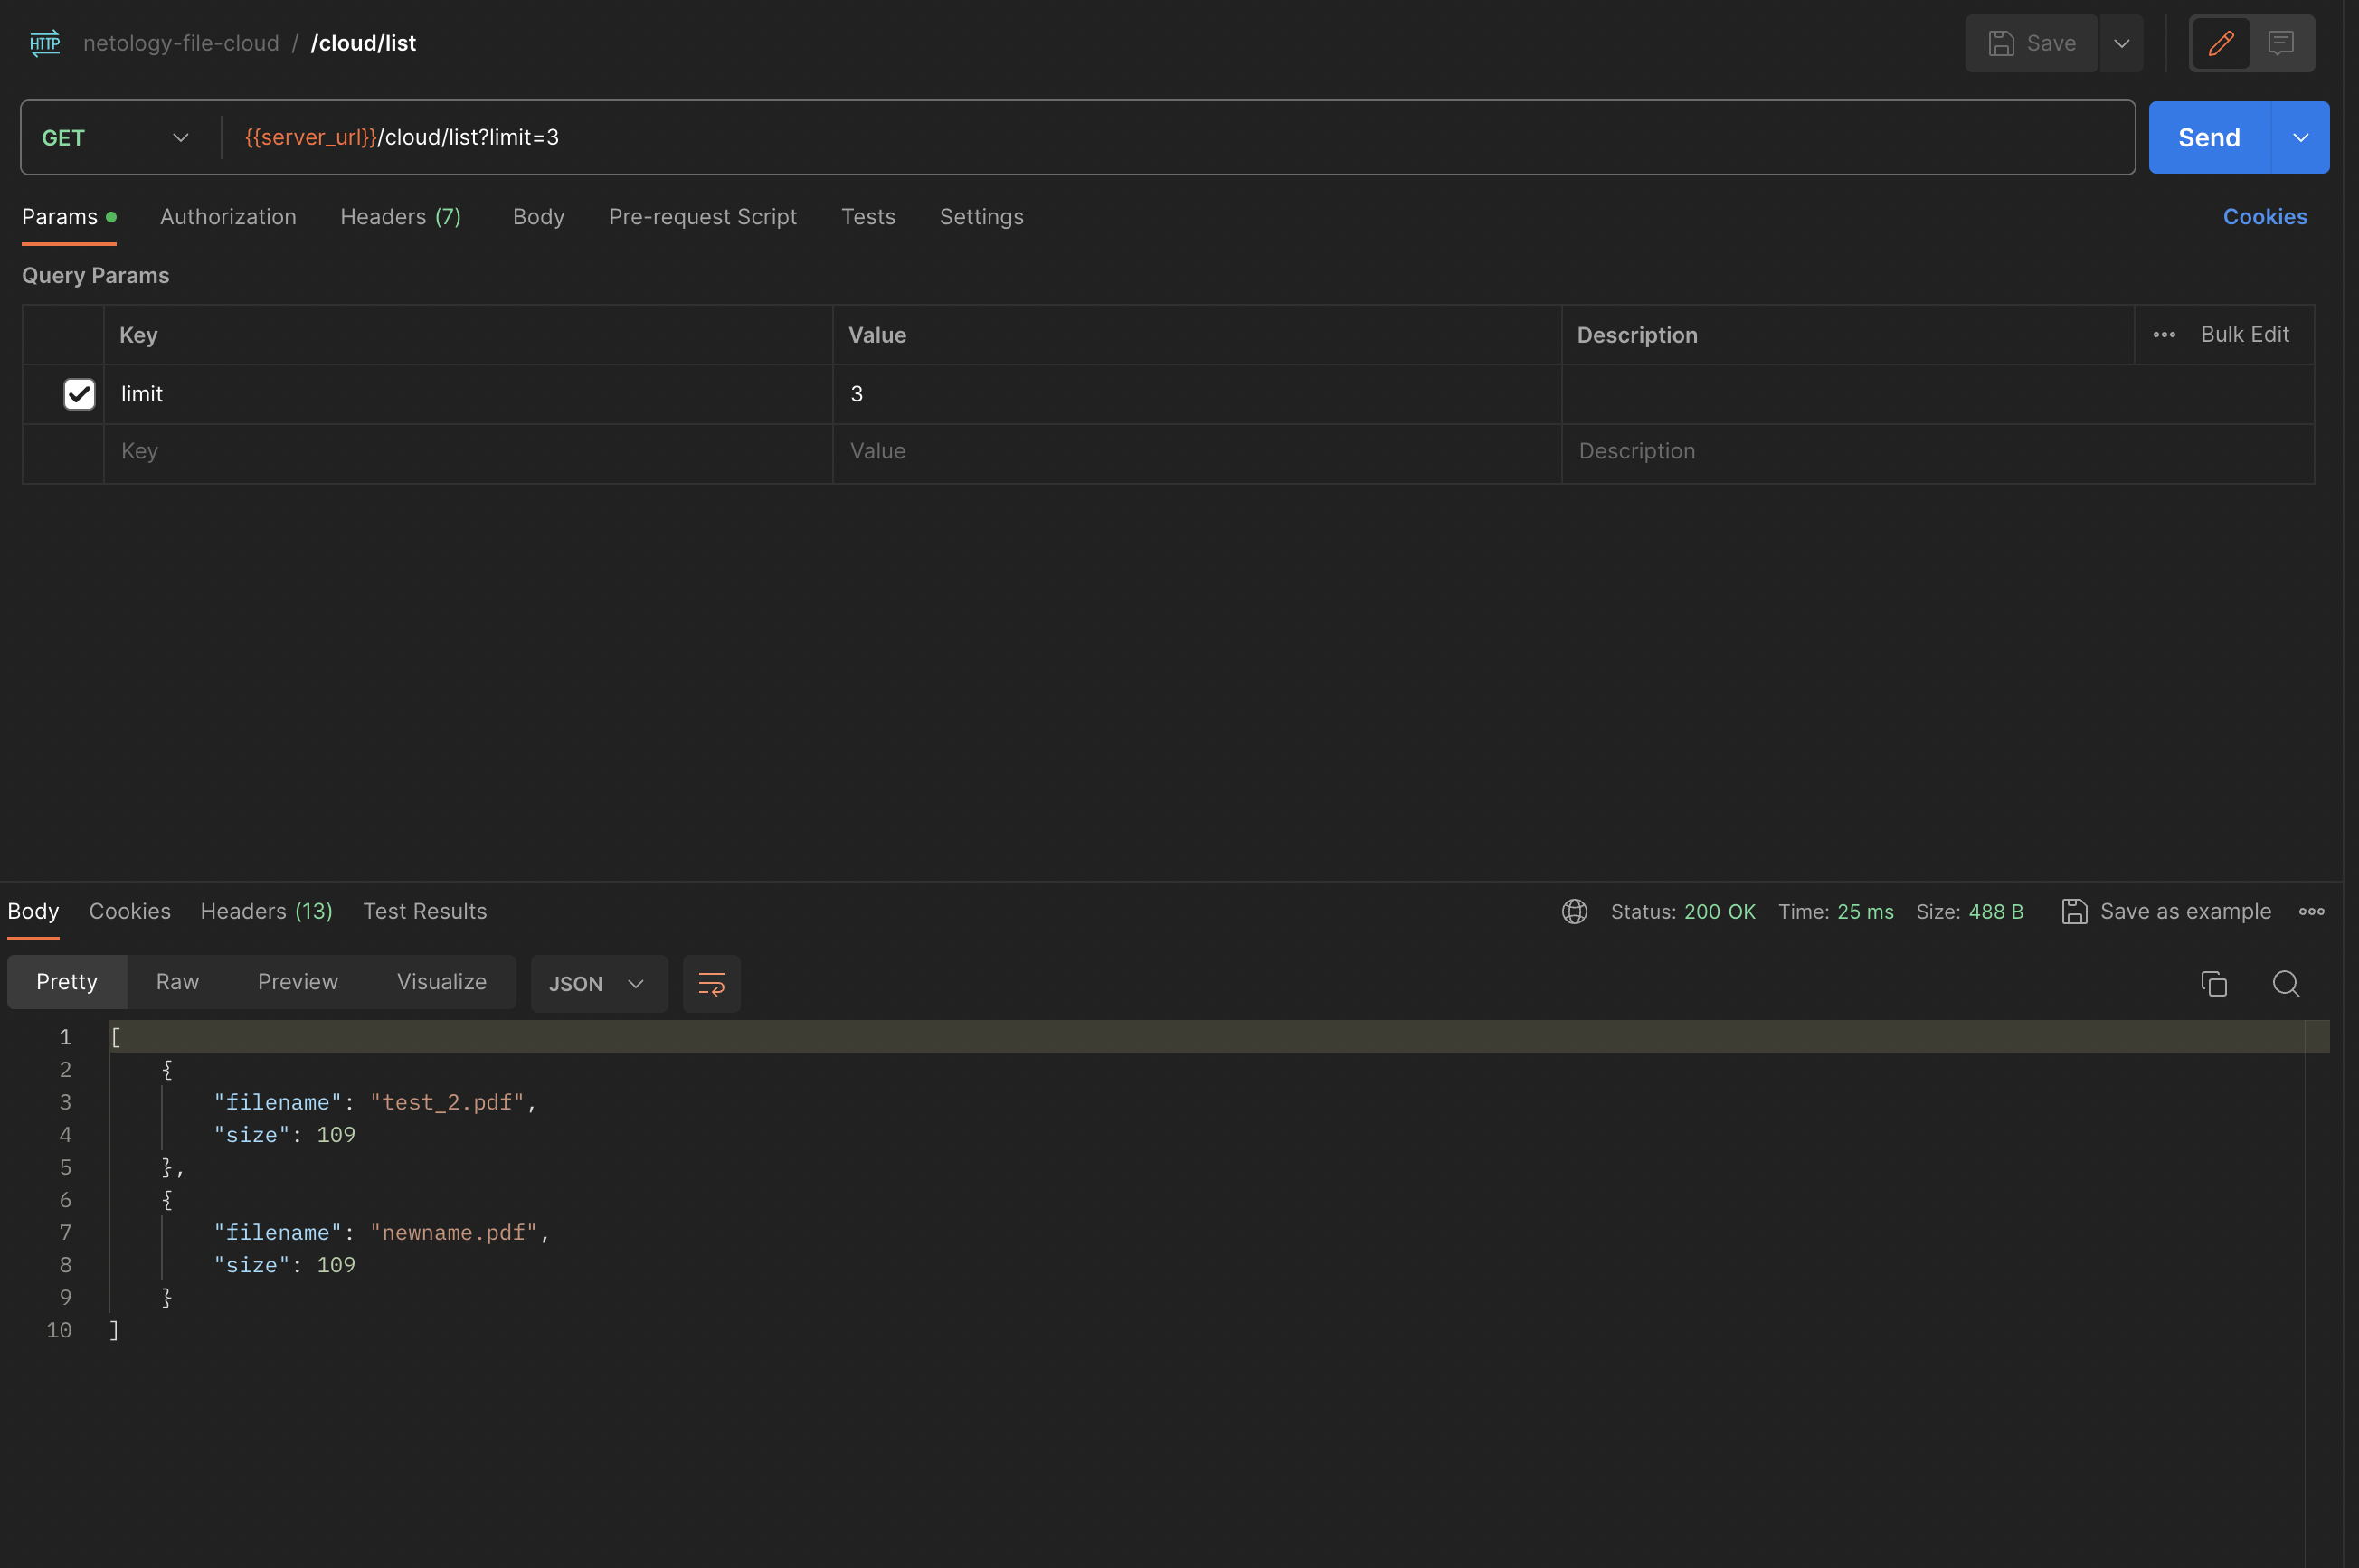 HTTP netology-file-cloud / /cloud/list Save
GET {{server_url}}/cloud/list?limit=3 Send
Params Authorization Headers (7) Body Pre-request Script Tests Settings Cookies
Query Params
Key Value Description Bulk Edit
limit 3
Key Value Description
Body Cookies Headers (13) Test Results Status: 200 OK Time: 25 ms Size: 488 B Save as example
Pretty Raw Preview Visualize JSON
1 [
2 {
3 "filename": "test_2.pdf",
4 "size": 109
5 },
6 {
7 "filename": "newname.pdf",
8 "size": 109
9 }
10 ]